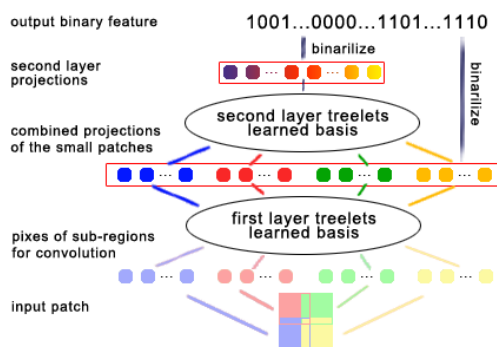 output binary feature
1001...0000...1101...1110
binarilize
second layer
projections
binarilize
second layer treelets
learned basis
combined projections
of the small patches
first layer treelets
learned basis
pixes of sub-regions
for convolution
input patch